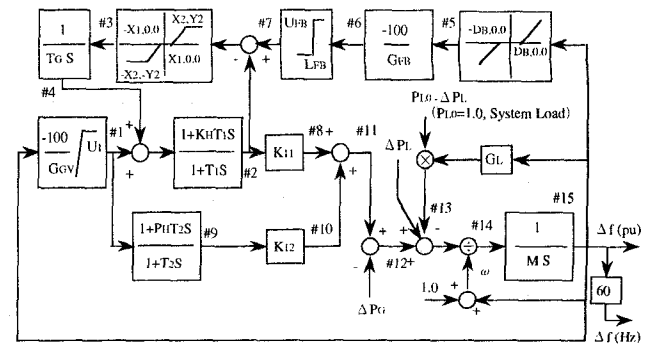 #3
-X1,0.0
X2,Y2
-X2,-Y2
X1,0.0
#7
UFB
LFB
#6
-100
GFB
#5
-DB,0.0
DB,0.0
1
TG S
#4
PL0 - ΔPL
(PL0=1.0, System Load)
-
-100
GGV
U1
#1
+
+
1+KHT1S
1+T1S
#2
K11
#8
+
#11
+
ΔPL
×
GL
#13
#15
1+PHT2S
1+T2S
#9
K12
#10
+
+
-
#12
+
-
÷
#14
1
M S
Δf (pu)
ω
1.0
+
+
60
ΔPG
Δf (Hz)